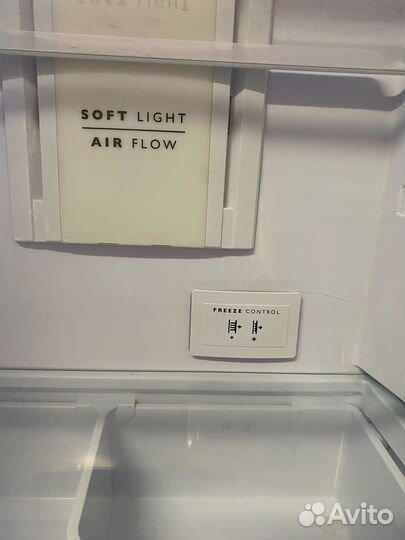 SOFT LIGHT
AIR FLOW
FREEZE CONTROL
Avito